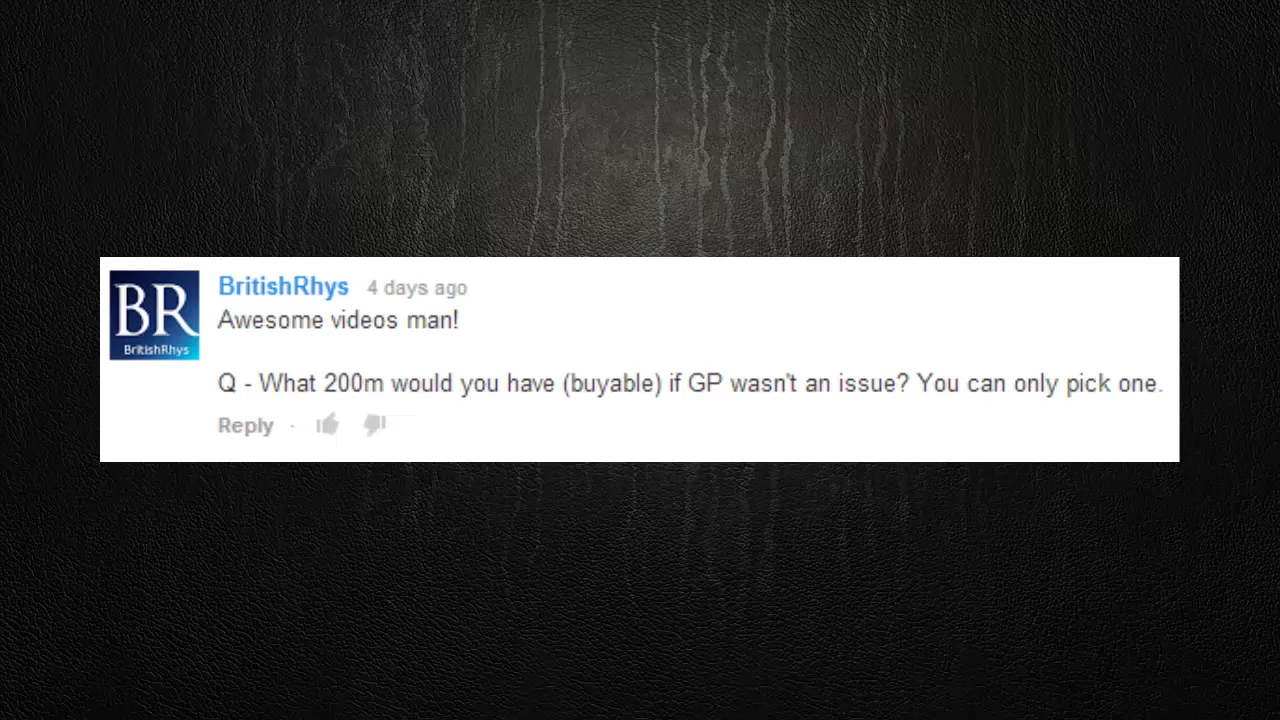 BR
BritishRhys
BritishRhys 4 days ago
Awesome videos man!
Q - What 200m would you have (buyable) if GP wasn't an issue? You can only pick one.
Reply ·